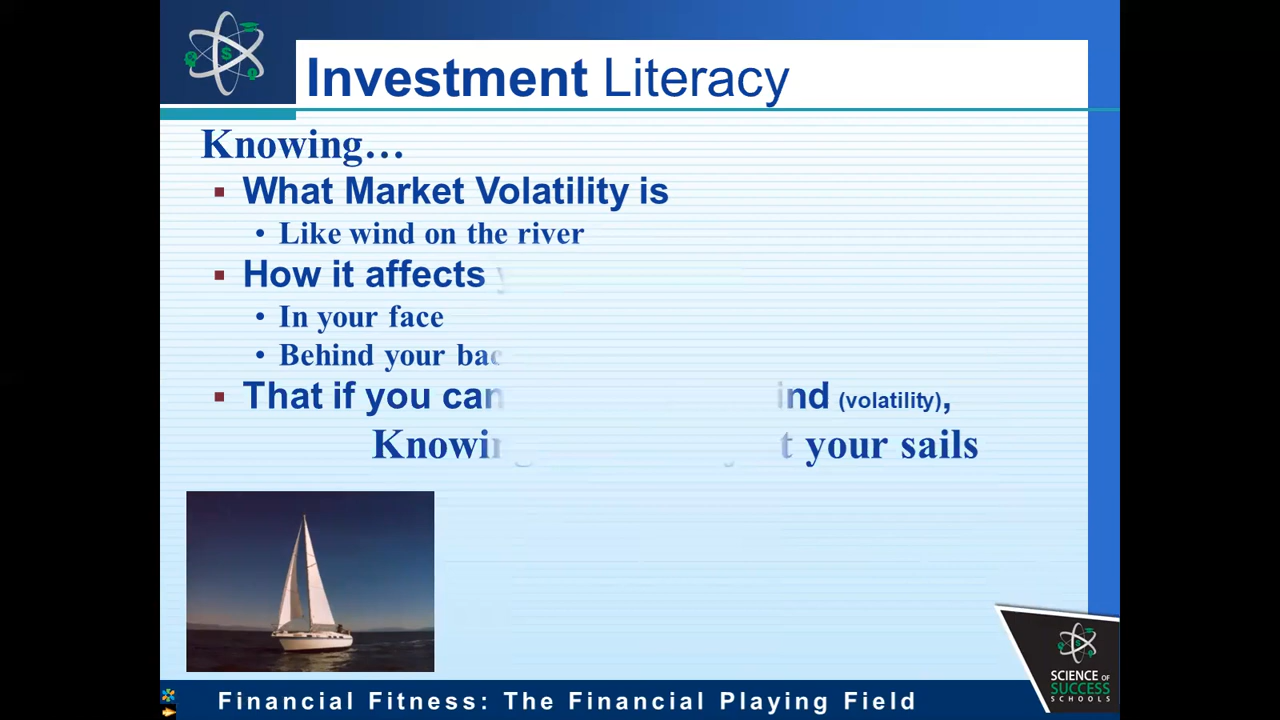 Investment Literacy
Knowing…
▪ What Market Volatility is
• Like wind on the river
▪ How it affects
• In your face
• Behind your
▪ That if you can (volatility),
your sails
SCIENCE OF
SUCCESS
SCHOOLS
Financial Fitness: The Financial Playing Field